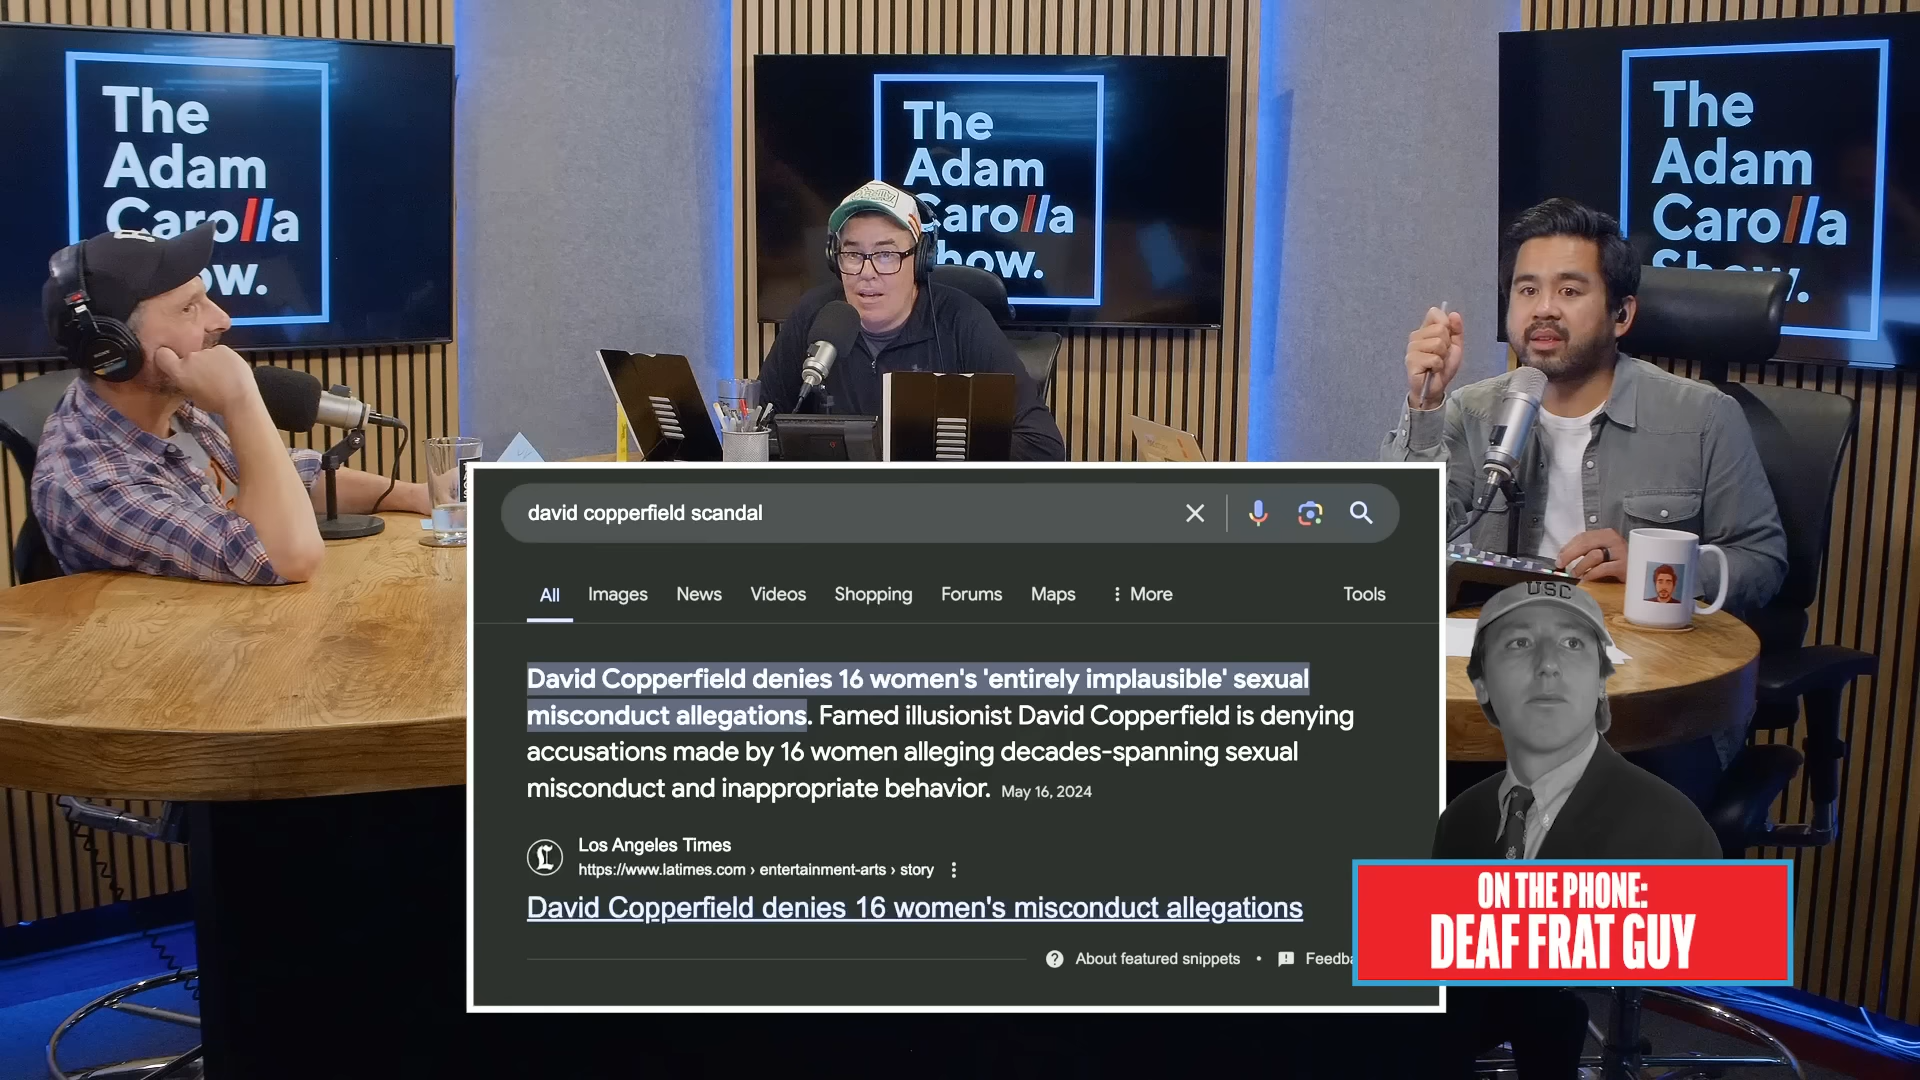 The
Adam
Carolla
ow.
The
Adam
Carolla
how.
The
Adam
Carolla
Show.
david copperfield scandal
All Images News Videos Shopping Forums Maps More Tools
David Copperfield denies 16 women's 'entirely implausible' sexual
misconduct allegations. Famed illusionist David Copperfield is denying
accusations made by 16 women alleging decades-spanning sexual
misconduct and inappropriate behavior. May 16, 2024
Los Angeles Times
https://www.latimes.com › entertainment-arts › story
David Copperfield denies 16 women's misconduct allegations
About featured snippets • Feedba
USC
ON THE PHONE:
DEAF FRAT GUY